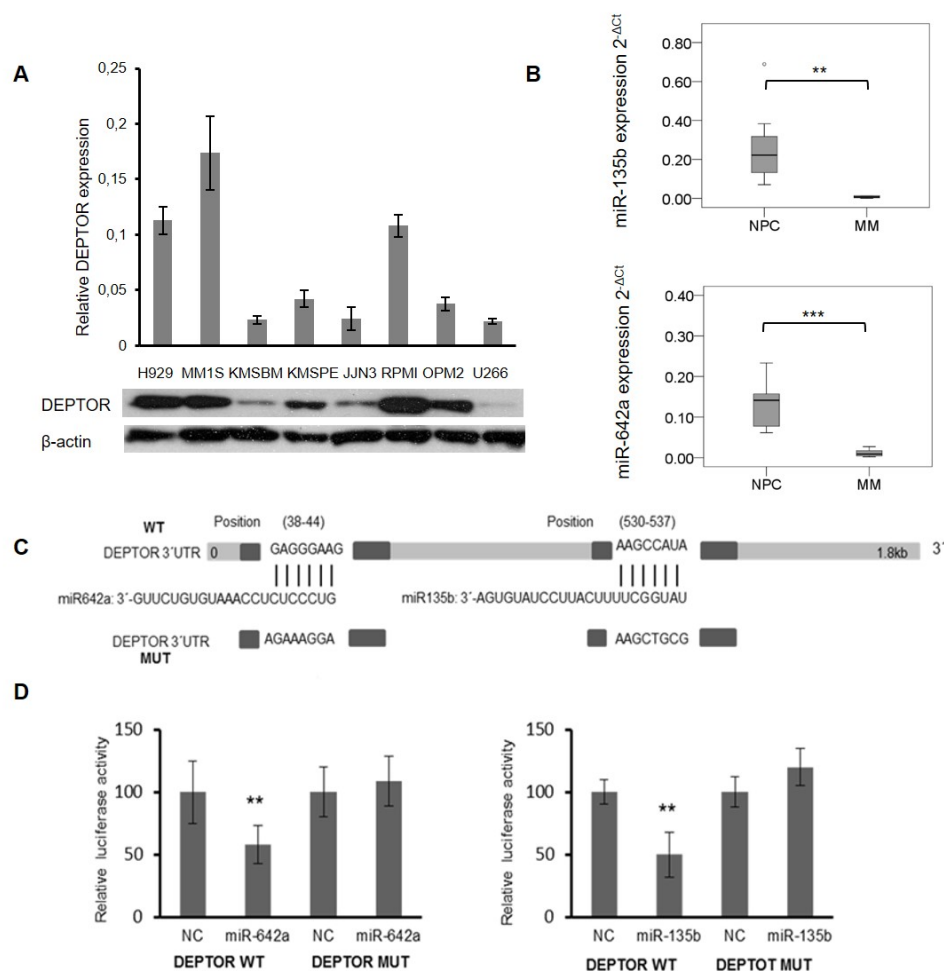 A
Relative DEPTOR expression
0,25
0,2
0,15
0,1
0,05
0
H929 MM1S KMSBM KMSPE JJN3 RPMI OPM2 U266
DEPTOR
β-actin
B
miR-135b expression 2-ΔCt
0.80
0.60
0.40
0.20
0.00
**
NPC MM
miR-642a expression 2-ΔCt
0.40
0.30
0.20
0.10
0.00
***
NPC MM
C
WT
Position (38-44) Position (530-537)
DEPTOR 3´UTR 0 GAGGGAAG AAGCCAUA 1.8kb 3´
miR642a: 3´-GUUCUGUGUAAACCUCUCCCUG miR135b: 3´-AGUGUAUCCUUACUUUUCGGUAU
DEPTOR 3´UTR AGAAAGGA AAGCTGCG
MUT
D
Relative luciferase activity
150
100
50
0
**
NC miR-642a NC miR-642a
DEPTOR WT DEPTOR MUT
Relative luciferase activity
150
100
50
0
**
NC miR-135b NC miR-135b
DEPTOR WT DEPTOT MUT